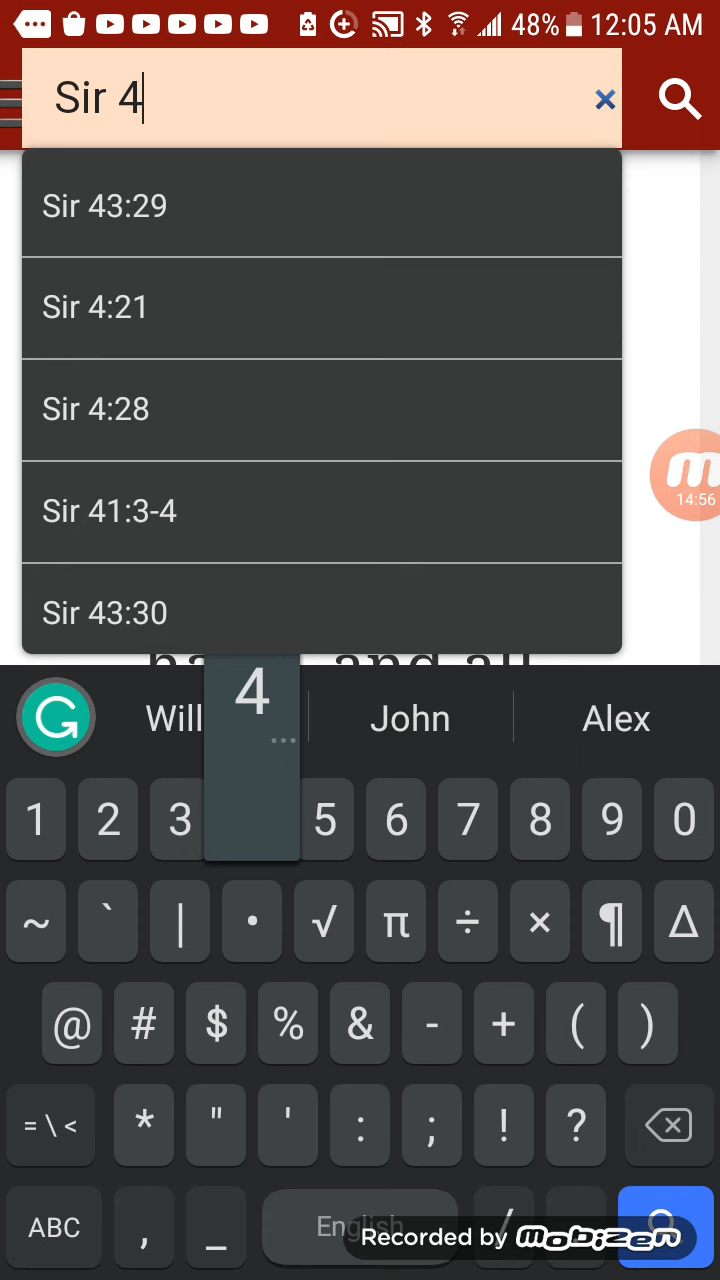 48% 12:05 AM
Sir 4
Sir 43:29
Sir 4:21
Sir 4:28
Sir 41:3-4
14:56
Sir 43:30
Will John Alex
4
1 2 3 5 6 7 8 9 0
~ ` | • √ π ÷ × ¶ Δ
@ # $ % & - + ( )
= \ < * " ' : ; ! ?
ABC , _ English /
Recorded by mobizen